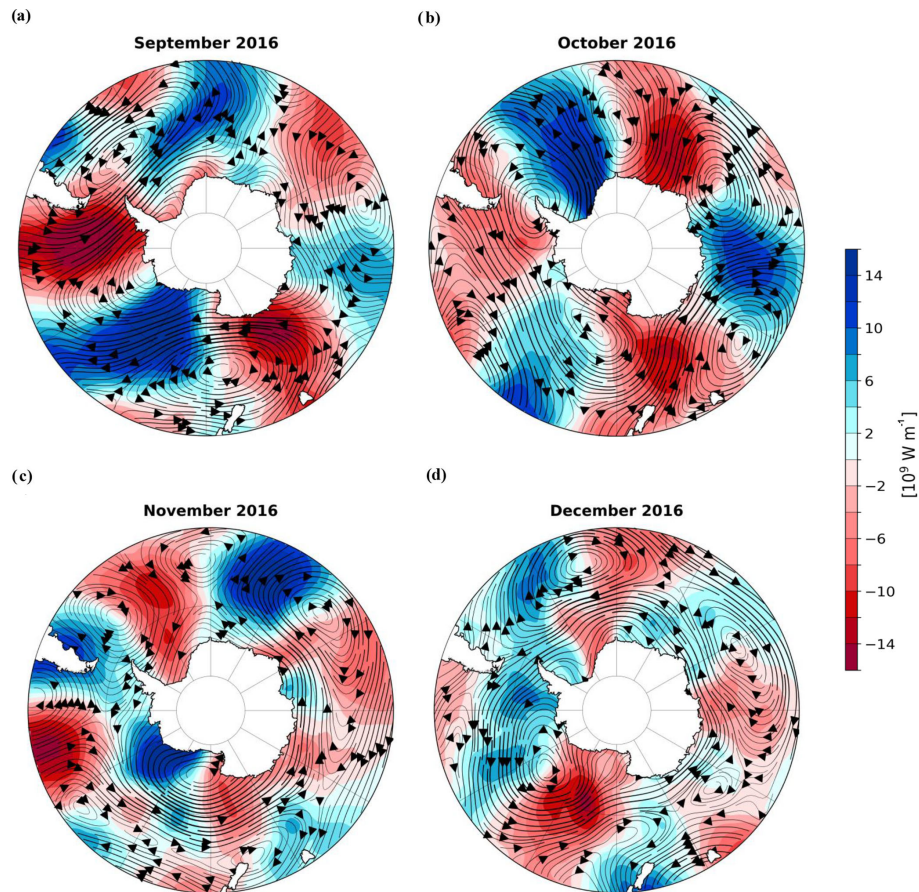 (a)
(b)
September 2016
October 2016
14
10
6
2
−2
−6
−10
−14
[10⁹ W m⁻¹]
(c)
(d)
November 2016
December 2016